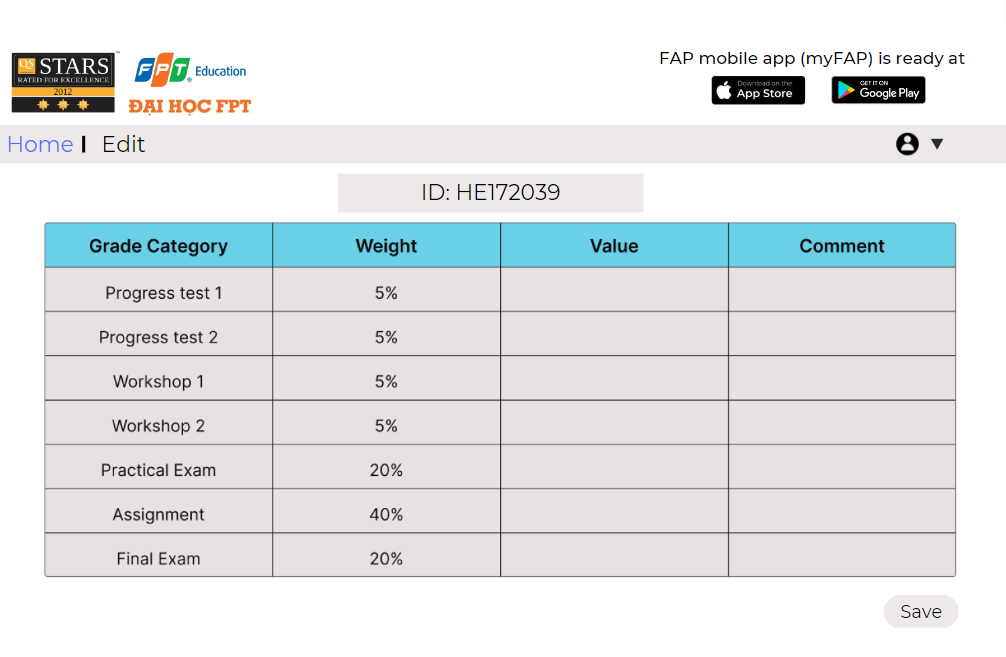 QS STARS™
RATED FOR EXCELLENCE
2012
FPT® Education
ĐẠI HỌC FPT
FAP mobile app (myFAP) is ready at
Download on the
App Store
GET IT ON
Google Play
Home | Edit
ID: HE172039
Grade Category Weight Value Comment
Progress test 1 5%
Progress test 2 5%
Workshop 1 5%
Workshop 2 5%
Practical Exam 20%
Assignment 40%
Final Exam 20%
Save